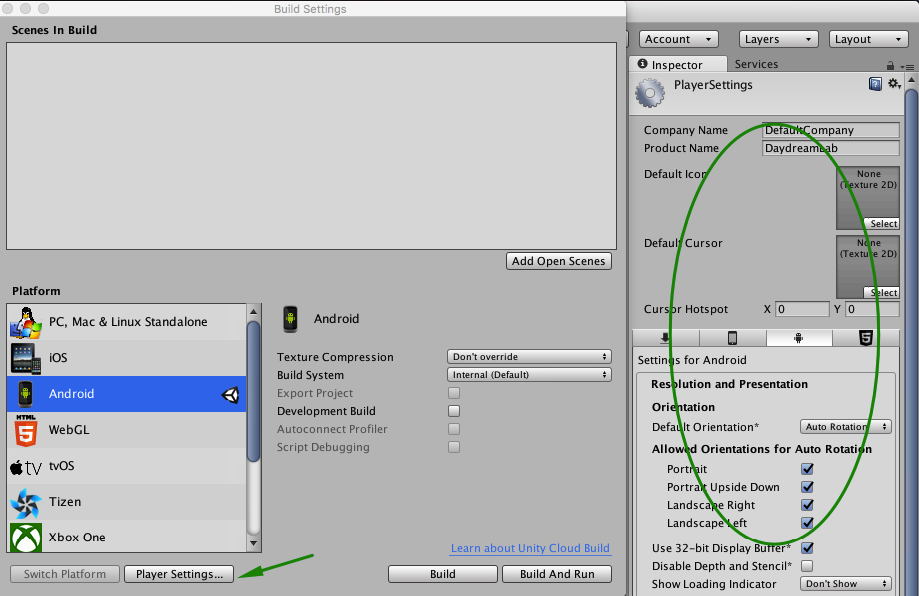 Build Settings
Scenes In Build
Add Open Scenes
Platform
PC, Mac & Linux Standalone
iOS
Android
HTML
5
WebGL
tv
tvOS
Tizen
Xbox One
Android
Texture Compression Don't override
Build System Internal (Default)
Export Project
Development Build
Autoconnect Profiler
Script Debugging
Learn about Unity Cloud Build
Switch Platform Player Settings... Build Build And Run
Account Layers Layout
Inspector Services
PlayerSettings
Company Name DefaultCompany
Product Name DaydreamLab
Default Icon
None
(Texture 2D)
Select
Default Cursor
None
(Texture 2D)
Select
Cursor Hotspot X 0 Y 0
5
Settings for Android
Resolution and Presentation
Orientation
Default Orientation* Auto Rotation
Allowed Orientations for Auto Rotation
Portrait
Portrait Upside Down
Landscape Right
Landscape Left
Use 32-bit Display Buffer*
Disable Depth and Stencil*
Show Loading Indicator Don't Show